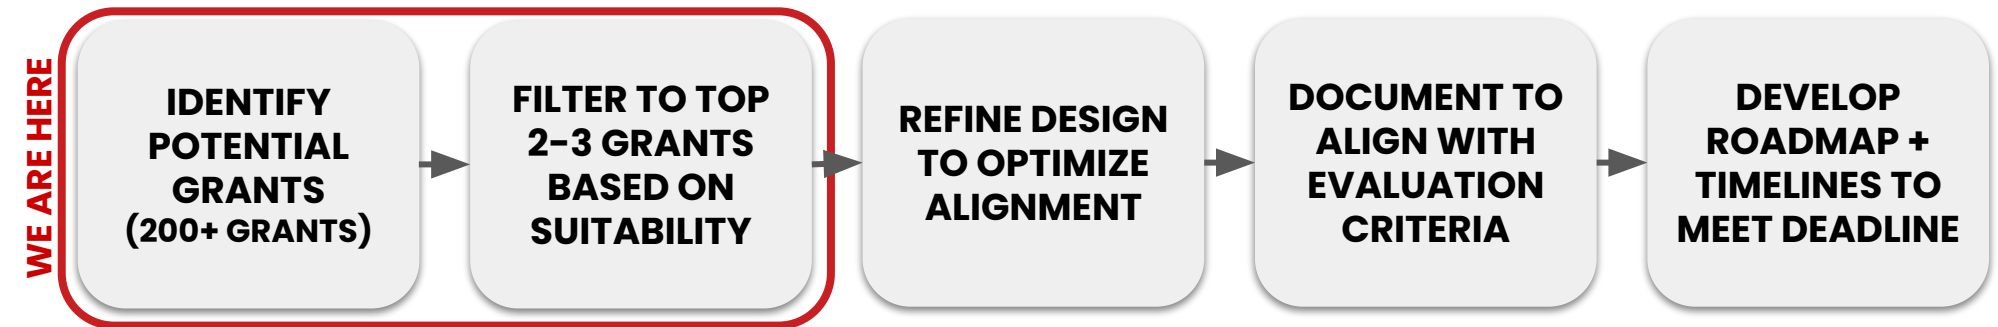 WE ARE HERE
IDENTIFY
POTENTIAL
GRANTS
(200+ GRANTS)
FILTER TO TOP
2-3 GRANTS
BASED ON
SUITABILITY
REFINE DESIGN
TO OPTIMIZE
ALIGNMENT
DOCUMENT TO
ALIGN WITH
EVALUATION
CRITERIA
DEVELOP
ROADMAP +
TIMELINES TO
MEET DEADLINE